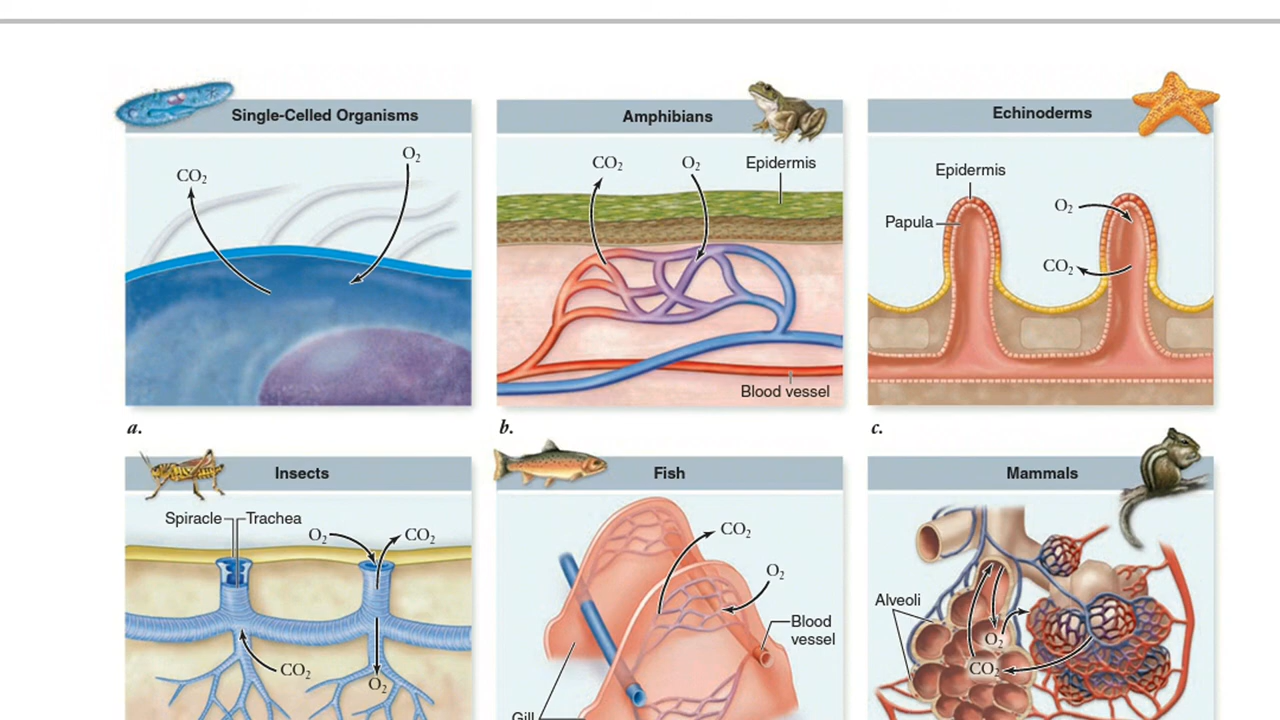 Single-Celled Organisms
CO₂
O₂
a.
Amphibians
CO₂
O₂
Epidermis
Blood vessel
b.
Echinoderms
Epidermis
Papula
O₂
CO₂
c.
Insects
Spiracle
Trachea
O₂
CO₂
CO₂
O₂
Fish
CO₂
O₂
Blood
vessel
Gill
Mammals
Alveoli
O₂
CO₂